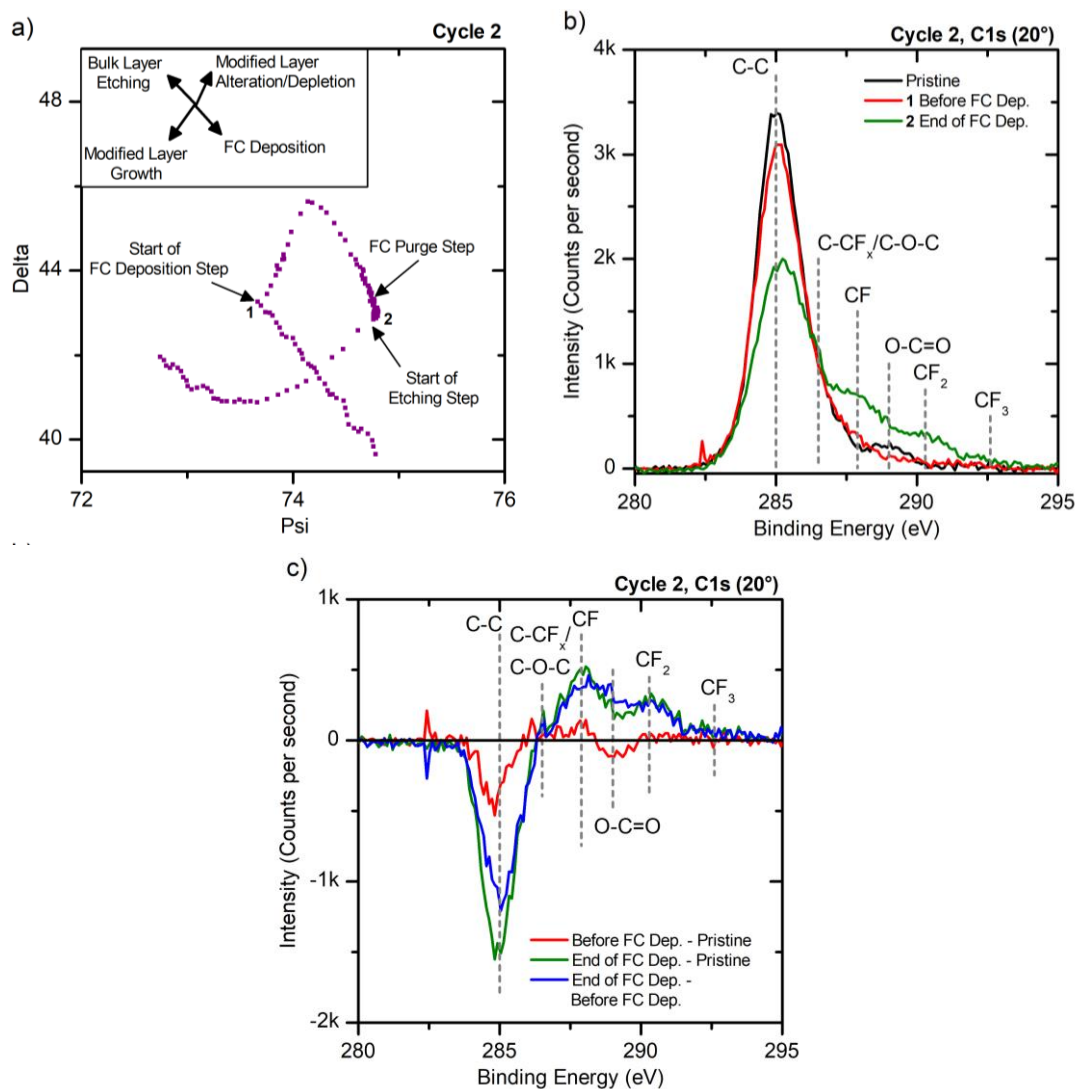 a)
Cycle 2
Bulk Layer
Etching
Modified Layer
Alteration/Depletion
Modified Layer
Growth
FC Deposition
48
44
40
Delta
Start of
FC Deposition Step
1
FC Purge Step
2
Start of
Etching Step
72
74
76
Psi
b)
Cycle 2, C1s (20°)
4k
3k
2k
1k
0
Intensity (Counts per second)
C-C
Pristine
1 Before FC Dep.
2 End of FC Dep.
C-CFx/C-O-C
CF
O-C=O
CF2
CF3
280
285
290
295
Binding Energy (eV)
c)
Cycle 2, C1s (20°)
1k
0
-1k
-2k
Intensity (Counts per second)
C-C
C-CFx/
C-O-C
CF
CF2
CF3
O-C=O
Before FC Dep. - Pristine
End of FC Dep. - Pristine
End of FC Dep. -
Before FC Dep.
280
285
290
295
Binding Energy (eV)